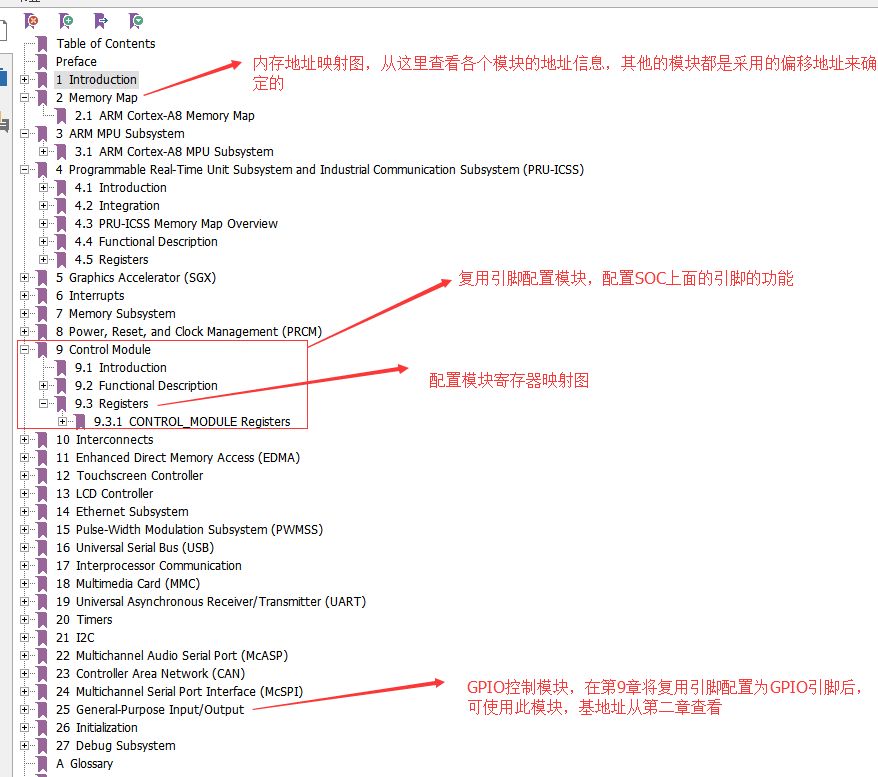 Table of Contents
Preface
内存地址映射图，从这里查看各个模块的地址信息，其他的模块都是采用的偏移地址来确
定的
1 Introduction
2 Memory Map
2.1 ARM Cortex-A8 Memory Map
3 ARM MPU Subsystem
3.1 ARM Cortex-A8 MPU Subsystem
4 Programmable Real-Time Unit Subsystem and Industrial Communication Subsystem (PRU-ICSS)
4.1 Introduction
4.2 Integration
4.3 PRU-ICSS Memory Map Overview
4.4 Functional Description
4.5 Registers
5 Graphics Accelerator (SGX)
复用引脚配置模块，配置SOC上面的引脚的功能
6 Interrupts
7 Memory Subsystem
8 Power, Reset, and Clock Management (PRCM)
9 Control Module
9.1 Introduction
9.2 Functional Description
配置模块寄存器映射图
9.3 Registers
9.3.1 CONTROL_MODULE Registers
10 Interconnects
11 Enhanced Direct Memory Access (EDMA)
12 Touchscreen Controller
13 LCD Controller
14 Ethernet Subsystem
15 Pulse-Width Modulation Subsystem (PWMSS)
16 Universal Serial Bus (USB)
17 Interprocessor Communication
18 Multimedia Card (MMC)
19 Universal Asynchronous Receiver/Transmitter (UART)
20 Timers
21 I2C
22 Multichannel Audio Serial Port (McASP)
23 Controller Area Network (CAN)
24 Multichannel Serial Port Interface (McSPI)
GPIO控制模块，在第9章将复用引脚配置为GPIO引脚后，
可使用此模块，基地址从第二章查看
25 General-Purpose Input/Output
26 Initialization
27 Debug Subsystem
A Glossary